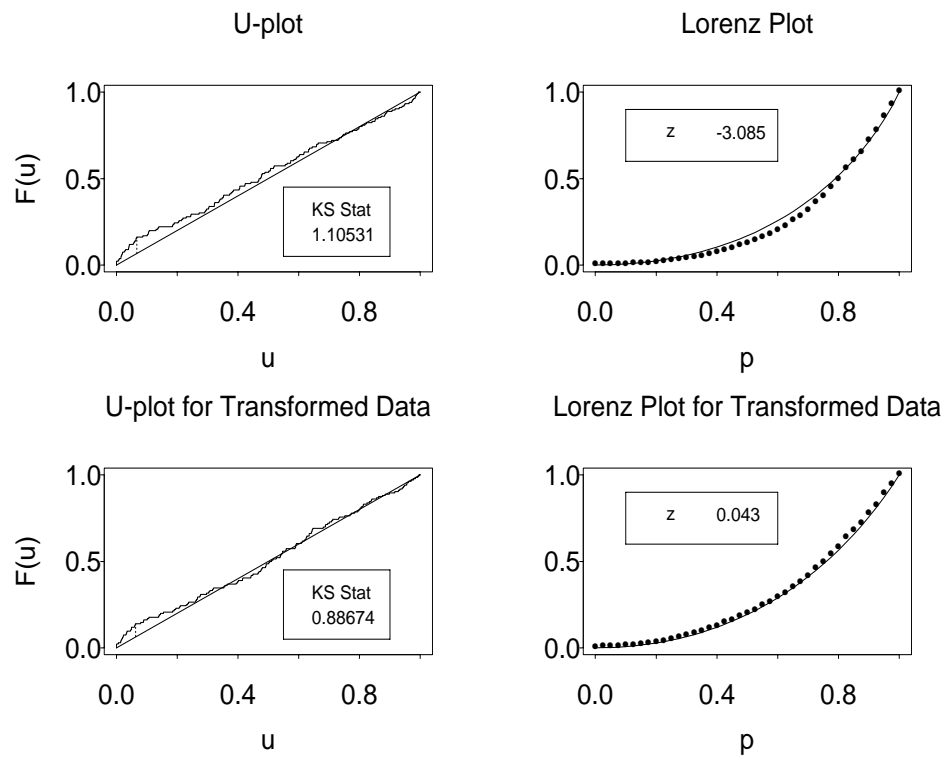 U-plot
F(u)
1.0
0.5
0.0
KS Stat
1.10531
0.0 0.4 0.8
u
Lorenz Plot
1.0
0.5
0.0
z -3.085
0.0 0.4 0.8
p
U-plot for Transformed Data
F(u)
1.0
0.5
0.0
KS Stat
0.88674
0.0 0.4 0.8
u
Lorenz Plot for Transformed Data
1.0
0.5
0.0
z 0.043
0.0 0.4 0.8
p